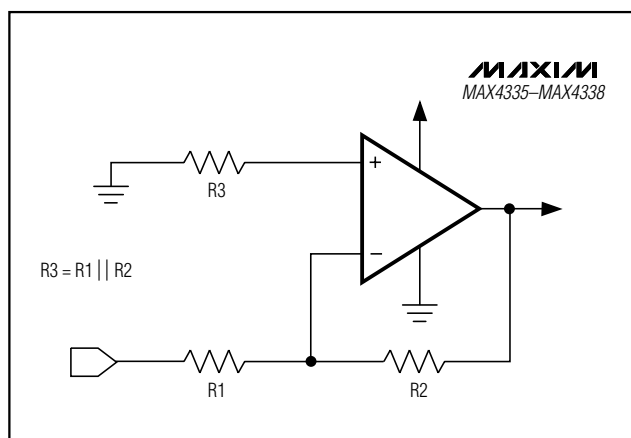 MAXIM
MAX4335–MAX4338
R3
+
−
R3 = R1 || R2
R1
R2